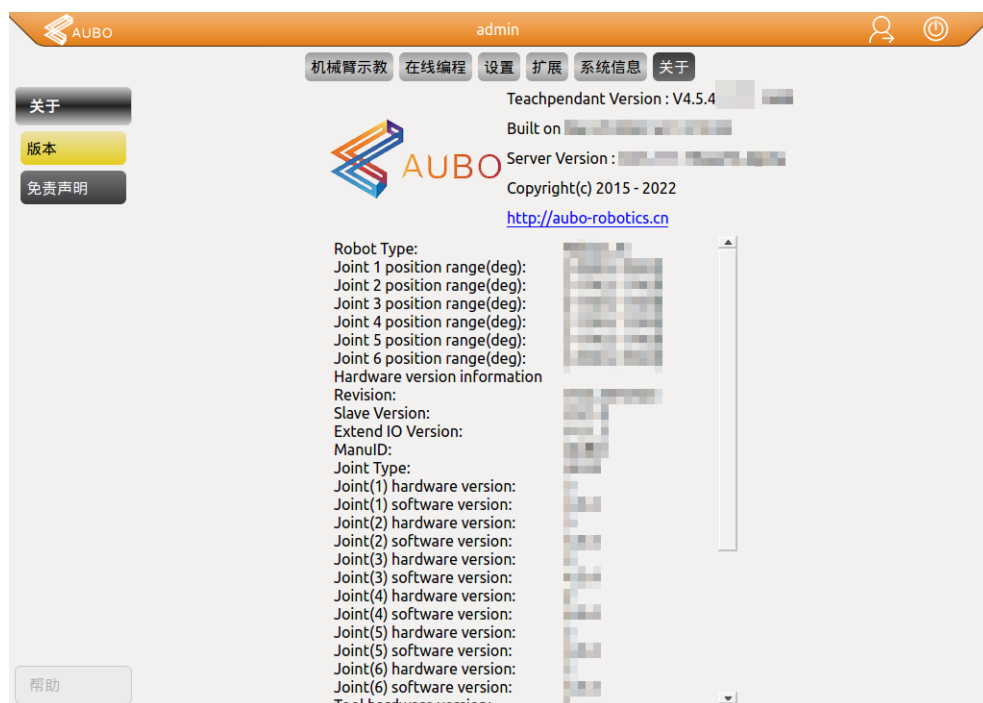 AUBO
admin
机械臂示教 在线编程 设置 扩展 系统信息 关于
关于
版本
免责声明
AUBO
Teachpendant Version : V4.5.4
Built on
Server Version :
Copyright(c) 2015 - 2022
http://aubo-robotics.cn
Robot Type:
Joint 1 position range(deg):
Joint 2 position range(deg):
Joint 3 position range(deg):
Joint 4 position range(deg):
Joint 5 position range(deg):
Joint 6 position range(deg):
Hardware version information
Revision:
Slave Version:
Extend IO Version:
ManuID:
Joint Type:
Joint(1) hardware version:
Joint(1) software version:
Joint(2) hardware version:
Joint(2) software version:
Joint(3) hardware version:
Joint(3) software version:
Joint(4) hardware version:
Joint(4) software version:
Joint(5) hardware version:
Joint(5) software version:
Joint(6) hardware version:
Joint(6) software version:
Tool hardware version:
帮助